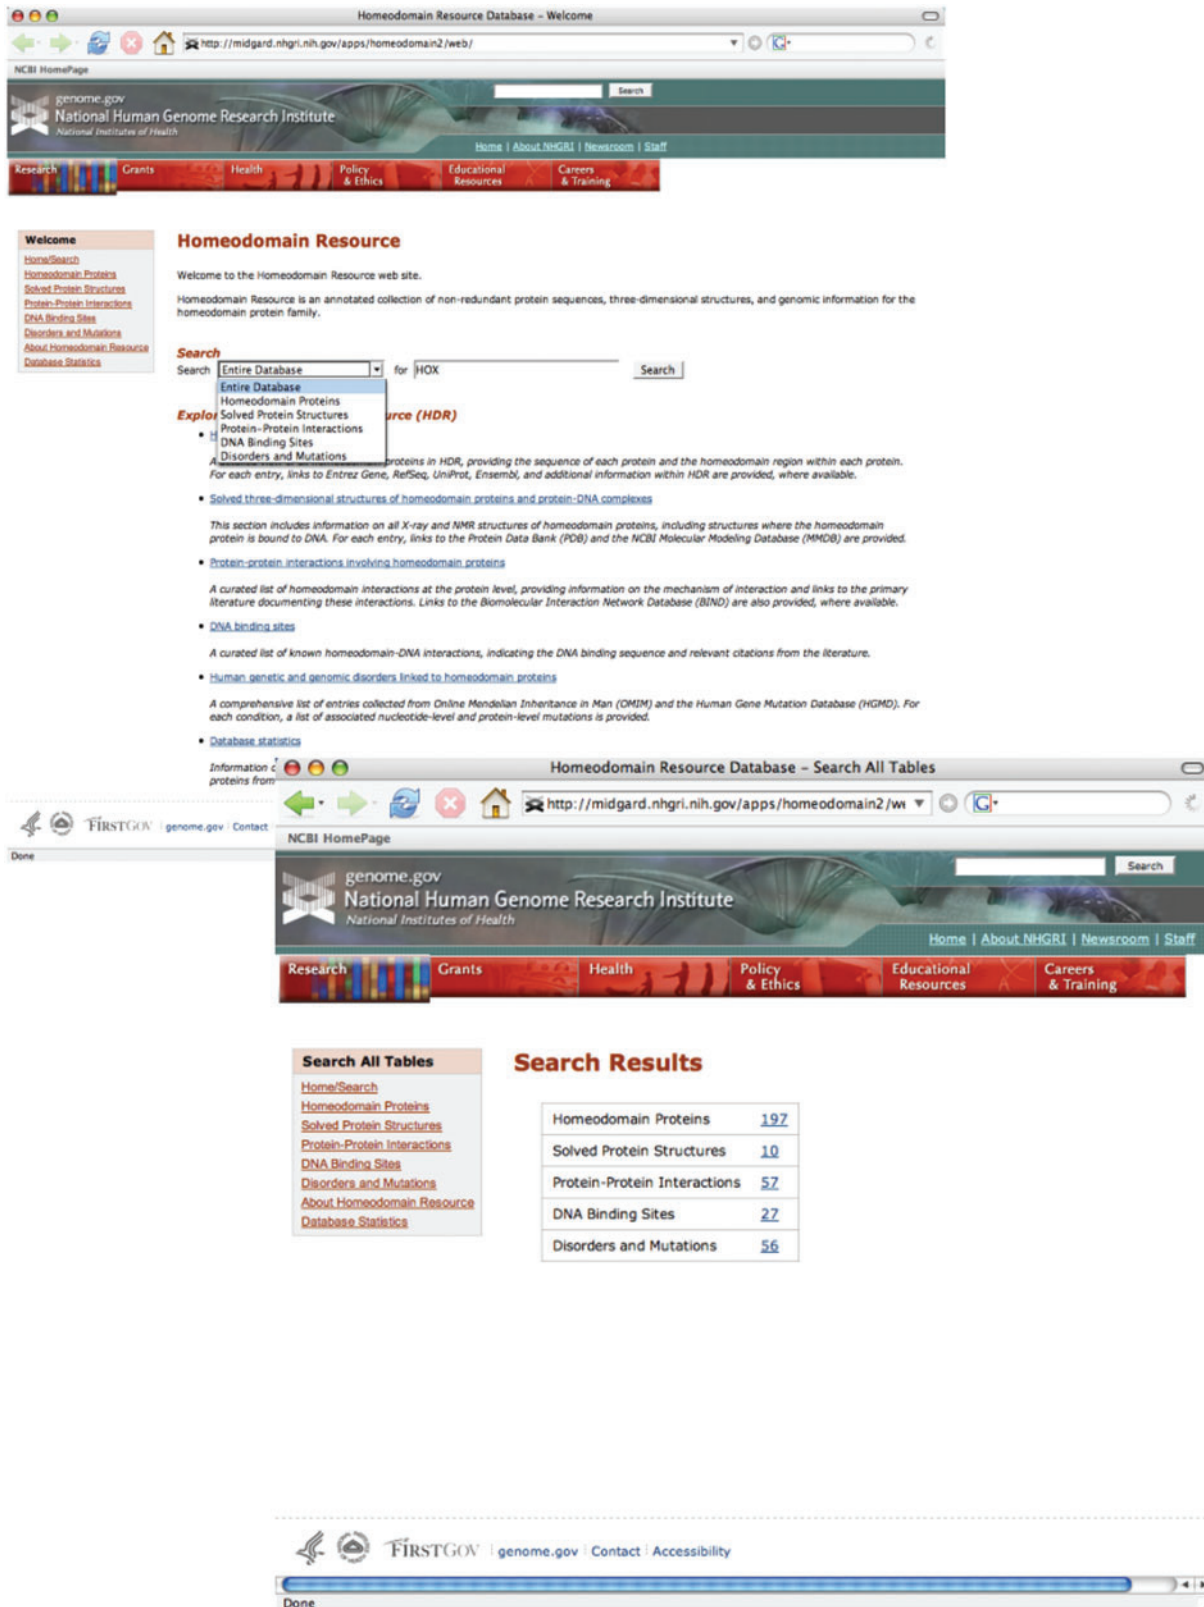 Homeodomain Resource Database – Welcome
http://midgard.nhgri.nih.gov/apps/homeodomain2/web/
NCBI HomePage
Search
genome.gov
National Human Genome Research Institute
National Institutes of Health
Home | About NHGRI | Newsroom | Staff
Research Grants Health Policy & Ethics Educational Resources Careers & Training
Welcome
Home/Search
Homeodomain Proteins
Solved Protein Structures
Protein-Protein Interactions
DNA Binding Sites
Disorders and Mutations
About Homeodomain Resource
Database Statistics
Homeodomain Resource
Welcome to the Homeodomain Resource web site.
Homeodomain Resource is an annotated collection of non-redundant protein sequences, three-dimensional structures, and genomic information for the
homeodomain protein family.
Search
Search Entire Database for HOX Search
Entire Database
Homeodomain Proteins
Solved Protein Structures
Protein-Protein Interactions
DNA Binding Sites
Disorders and Mutations
(HDR)
proteins in HDR, providing the sequence of each protein and the homeodomain region within each protein.
For each entry, links to Entrez Gene, RefSeq, UniProt, Ensembl, and additional information within HDR are provided, where available.
• Solved three-dimensional structures of homeodomain proteins and protein-DNA complexes
This section includes information on all X-ray and NMR structures of homeodomain proteins, including structures where the homeodomain
protein is bound to DNA. For each entry, links to the Protein Data Bank (PDB) and the NCBI Molecular Modeling Database (MMDB) are provided.
• Protein-protein interactions involving homeodomain proteins
A curated list of homeodomain interactions at the protein level, providing information on the mechanism of interaction and links to the primary
literature documenting these interactions. Links to the Biomolecular Interaction Network Database (BIND) are also provided, where available.
• DNA binding sites
A curated list of known homeodomain-DNA interactions, indicating the DNA binding sequence and relevant citations from the literature.
• Human genetic and genomic disorders linked to homeodomain proteins
A comprehensive list of entries collected from Online Mendelian Inheritance in Man (OMIM) and the Human Gene Mutation Database (HGMD). For
each condition, a list of associated nucleotide-level and protein-level mutations is provided.
• Database statistics
Information
proteins from
FIRSTGOV genome.gov Contact
Done
Homeodomain Resource Database – Search All Tables
http://midgard.nhgri.nih.gov/apps/homeodomain2/we
NCBI HomePage
Search
genome.gov
National Human Genome Research Institute
National Institutes of Health
Home | About NHGRI | Newsroom | Staff
Research Grants Health Policy & Ethics Educational Resources Careers & Training
Search All Tables
Home/Search
Homeodomain Proteins
Solved Protein Structures
Protein-Protein Interactions
DNA Binding Sites
Disorders and Mutations
About Homeodomain Resource
Database Statistics
Search Results
Homeodomain Proteins 197
Solved Protein Structures 10
Protein-Protein Interactions 57
DNA Binding Sites 27
Disorders and Mutations 56
FIRSTGOV genome.gov Contact Accessibility
Done